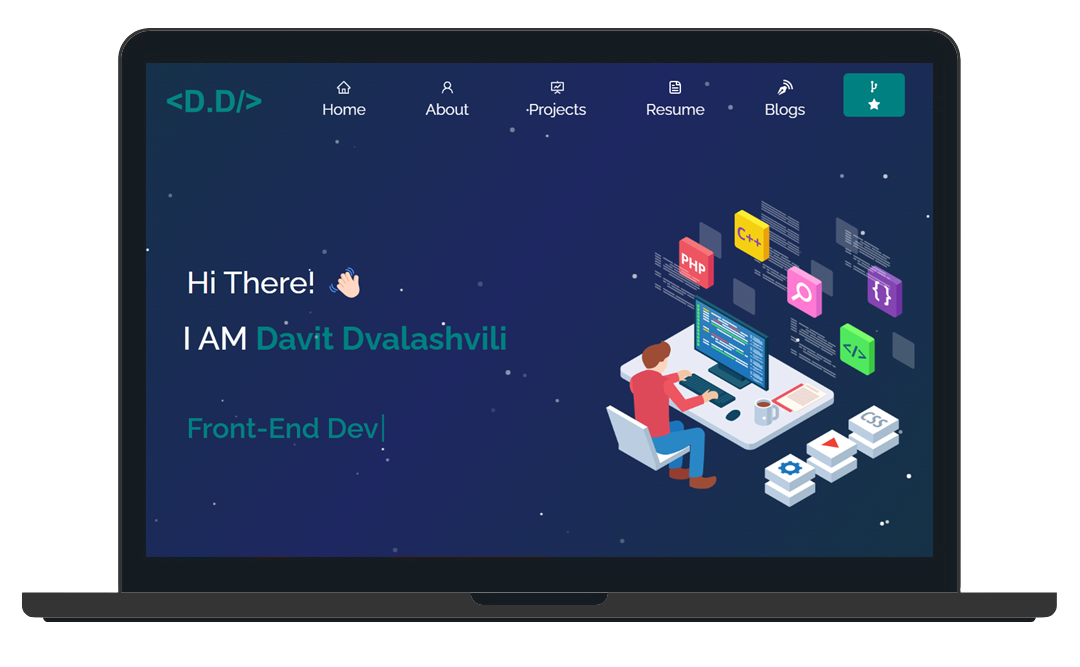 <D.D/>
Home
About
Projects
Resume
Blogs
Hi There!
I AM Davit Dvalashvili
Front-End Dev|
C++
PHP
{}
</>
CSS